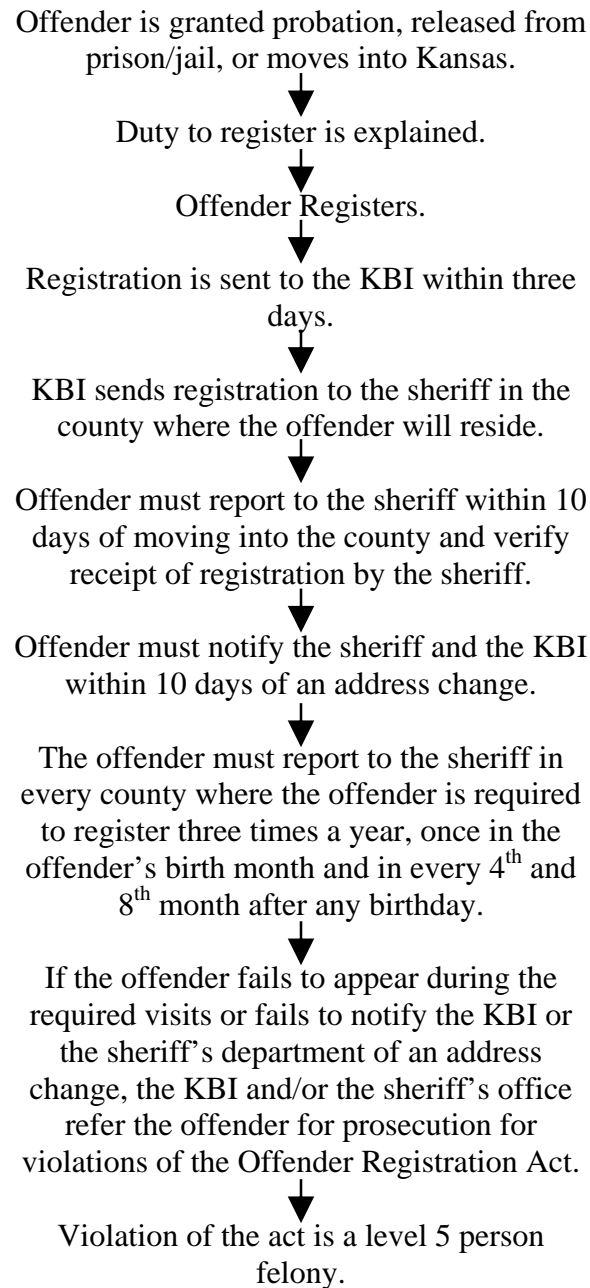 Offender is granted probation, released from
prison/jail, or moves into Kansas.
Duty to register is explained.
Offender Registers.
Registration is sent to the KBI within three
days.
KBI sends registration to the sheriff in the
county where the offender will reside.
Offender must report to the sheriff within 10
days of moving into the county and verify
receipt of registration by the sheriff.
Offender must notify the sheriff and the KBI
within 10 days of an address change.
The offender must report to the sheriff in
every county where the offender is required
to register three times a year, once in the
offender’s birth month and in every 4th and
8th month after any birthday.
If the offender fails to appear during the
required visits or fails to notify the KBI or
the sheriff’s department of an address
change, the KBI and/or the sheriff’s office
refer the offender for prosecution for
violations of the Offender Registration Act.
Violation of the act is a level 5 person
felony.